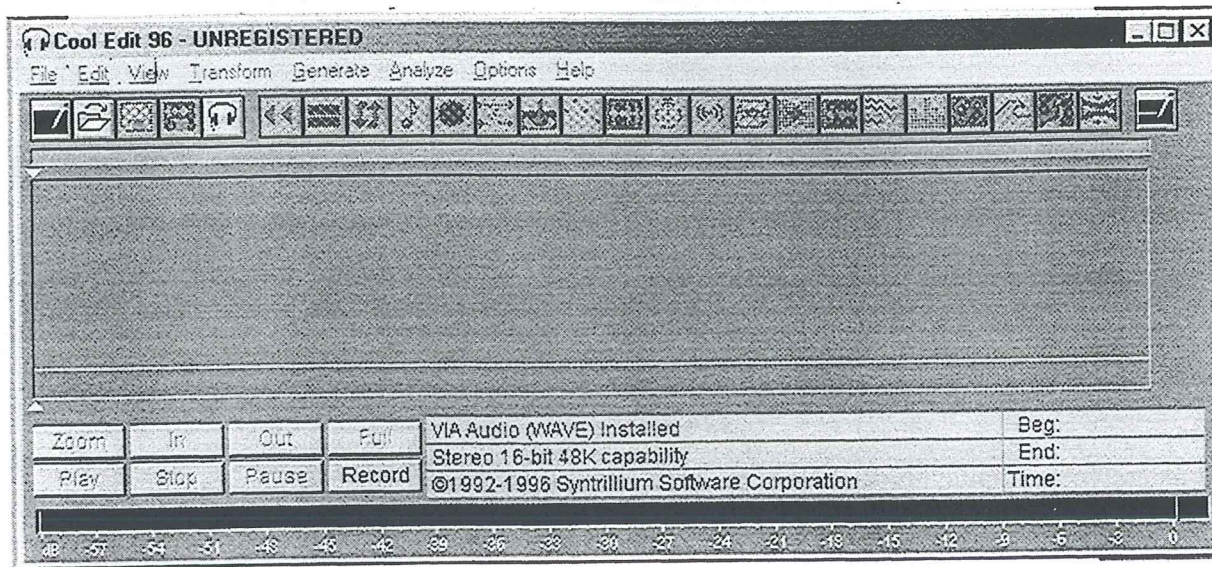 Cool Edit 96 - UNREGISTERED
File Edit View Transform Generate Analyze Options Help
Zoom In Out Full
Play Stop Pause Record
VIA Audio (WAVE) Installed
Stereo 16-bit 48K capability
©1992-1996 Syntrillium Software Corporation
Beg:
End:
Time:
dB -57 -54 -51 -48 -45 -42 -39 -36 -33 -30 -27 -24 -21 -18 -15 -12 -9 -6 -3 0